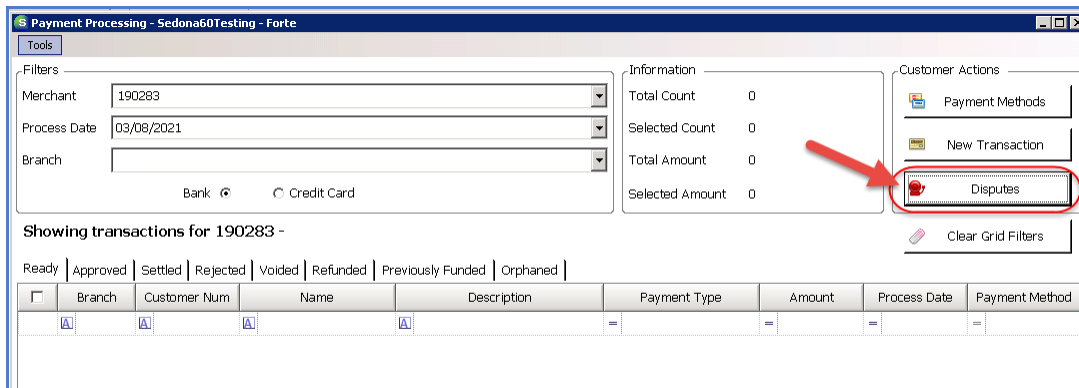 Payment Processing - Sedona60Testing - Forte
Tools
Filters
Merchant 190283
Process Date 03/08/2021
Branch
Bank Credit Card
Information
Total Count 0
Selected Count 0
Total Amount 0
Selected Amount 0
Customer Actions
Payment Methods
New Transaction
Disputes
Clear Grid Filters
Showing transactions for 190283 -
Ready Approved Settled Rejected Voided Refunded Previously Funded Orphaned
Branch Customer Num Name Description Payment Type Amount Process Date Payment Method
A A A A = = = =